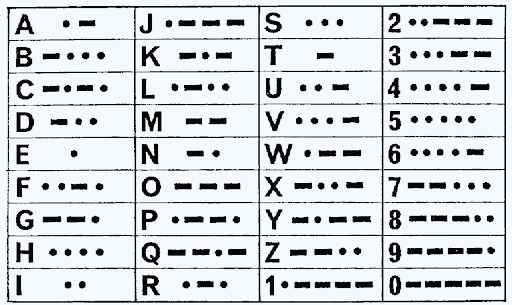 A •— J •——— S ••• 2 ••———
B —••• K —•— T — 3 •••——
C —•—• L •—•• U ••— 4 ••••—
D —•• M —— V •••— 5 •••••
E • N —• W •—— 6 ••••—
F ••—• O ——— X —••— 7 ——•••
G ——• P •——• Y —•—— 8 ———••
H •••• Q ——•— Z ——•• 9 ————•
I •• R •—• 1 •———— 0 —————